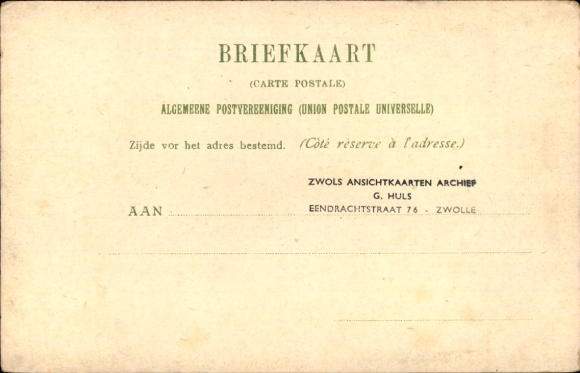 BRIEFKAART
(CARTE POSTALE)
ALGEMEENE POSTVEREENIGING (UNION POSTALE UNIVERSELLE)
Zijde vor het adres bestemd. (Côté rèserve à l'adresse.)
ZWOLS ANSICHTKAARTEN ARCHIEF
G. HULS
EENDRACHTSTRAAT 76 - ZWOLLE
AAN